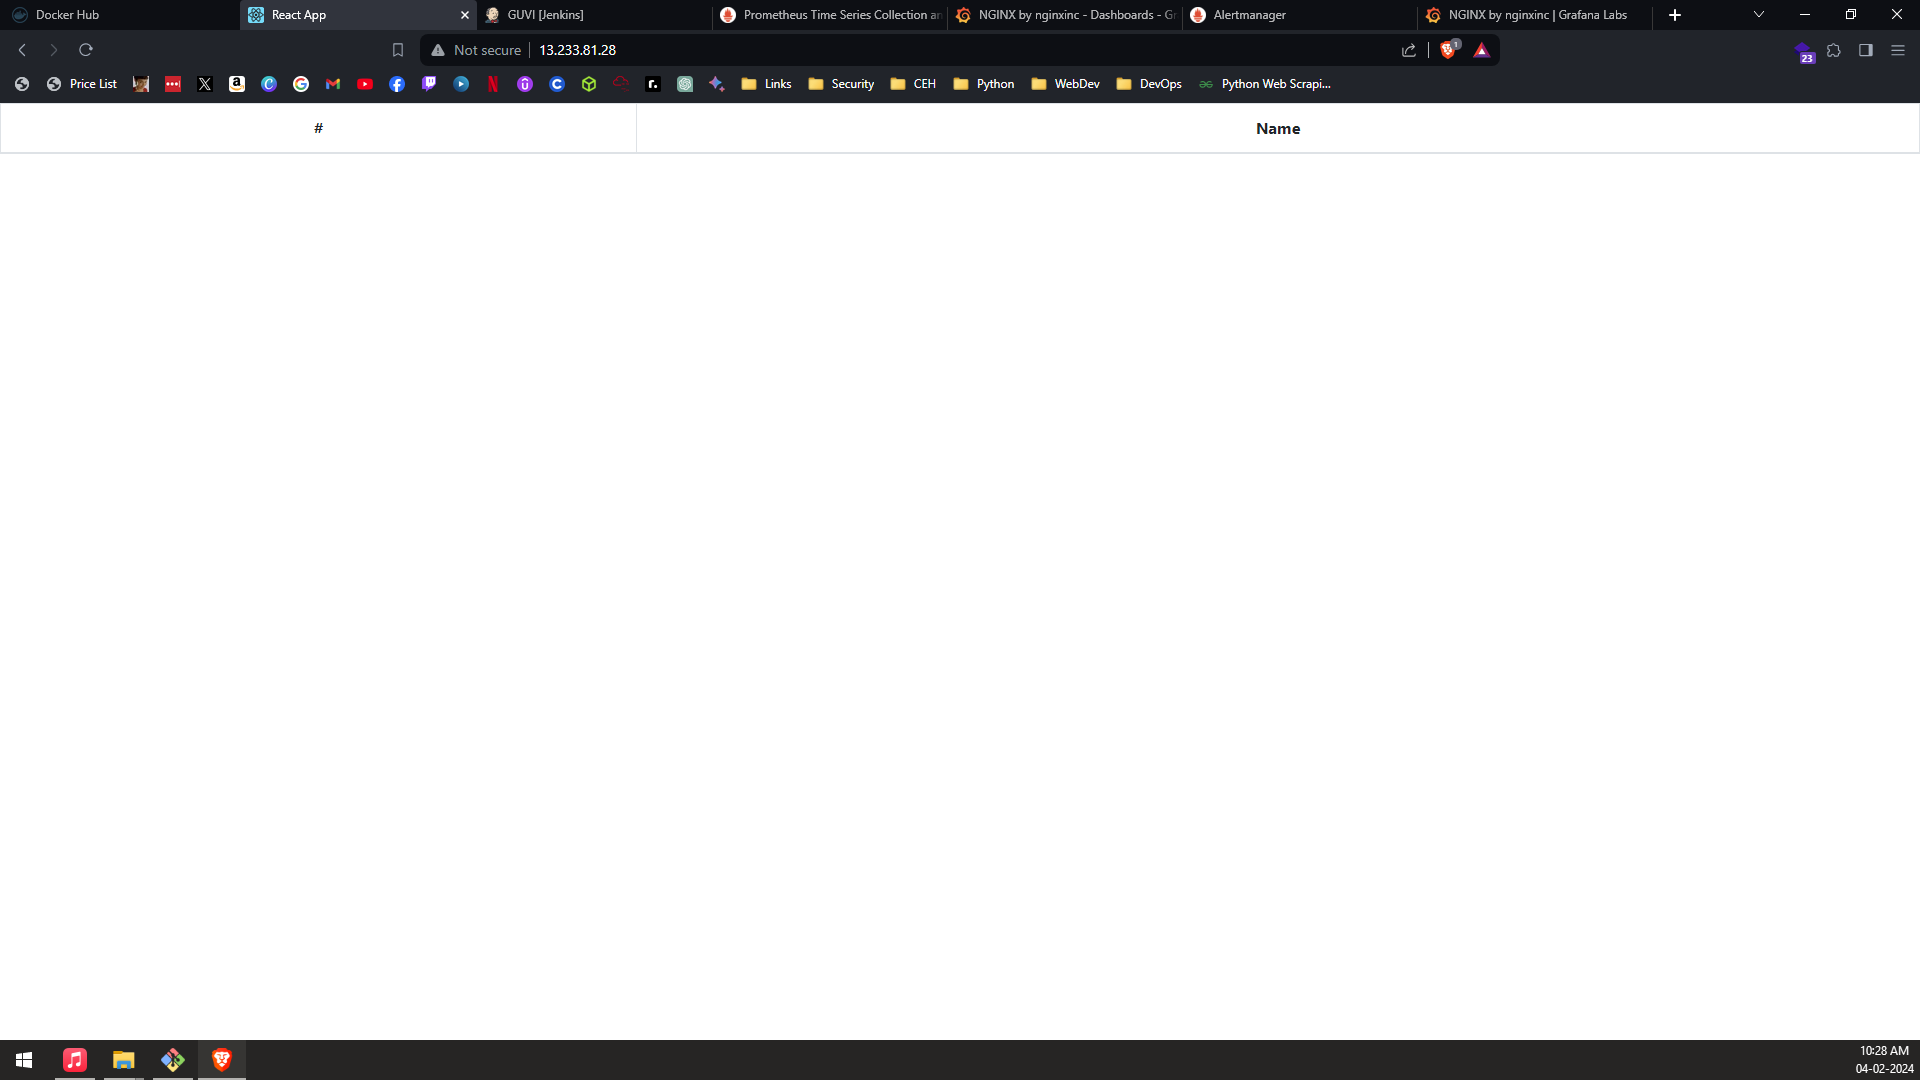 Docker Hub
React App
GUVI [Jenkins]
Prometheus Time Series Collection an
NGINX by nginxinc - Dashboards - Gr
Alertmanager
NGINX by nginxinc | Grafana Labs
Not secure
13.233.81.28
1
23
Price List
Links
Security
CEH
Python
WebDev
DevOps
Python Web Scrapi...
#
Name
10:28 AM
04-02-2024